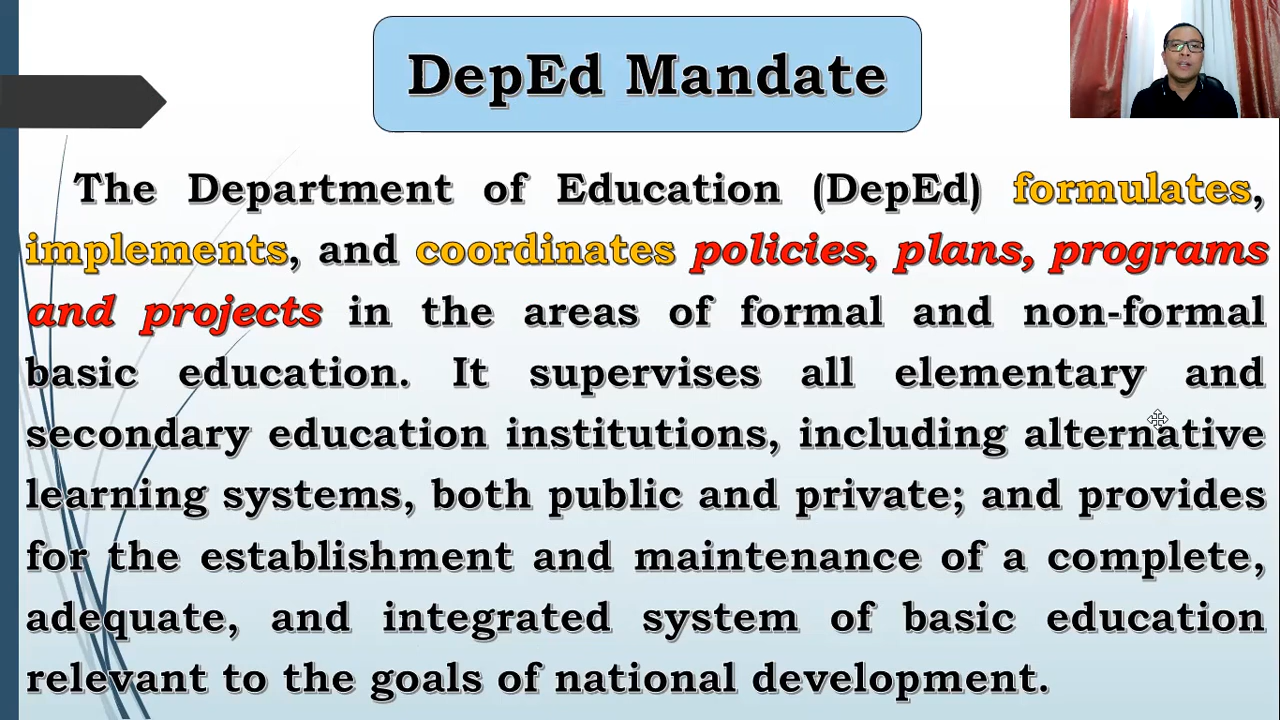 DepEd Mandate
The Department of Education (DepEd) formulates,
implements, and coordinates policies, plans, programs
and projects in the areas of formal and non-formal
basic education. It supervises all elementary and
secondary education institutions, including alternative
learning systems, both public and private; and provides
for the establishment and maintenance of a complete,
adequate, and integrated system of basic education
relevant to the goals of national development.